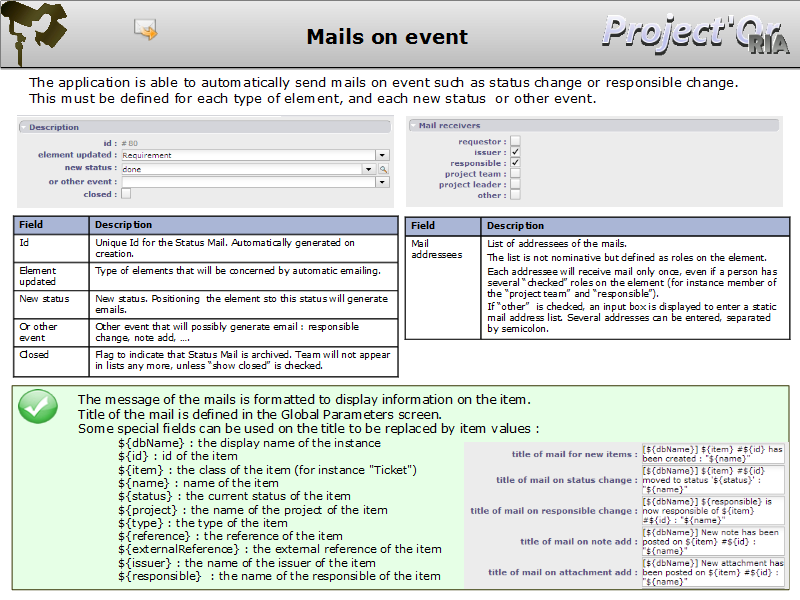 Mails on event
Project'Or
RIA
The application is able to automatically send mails on event such as status change or responsible change.
This must be defined for each type of element, and each new status or other event.
Description
id : # 80
element updated : Requirement
new status : done
or other event :
closed :
Mail receivers
requestor :
issuer :
responsible :
project team :
project leader :
other :
Field Description
Id Unique Id for the Status Mail. Automatically generated on
creation.
Element Type of elements that will be concerned by automatic emailing.
updated
New status New status. Positioning the element sto this status will generate
emails.
Or other Other event that will possibly generate email : responsible
event change, note add, ....
Closed Flag to indicate that Status Mail is archived. Team will not appear
in lists any more, unless “show closed” is checked.
Field Description
Mail List of addressees of the mails.
addressees The list is not nominative but defined as roles on the element.
Each addressee will receive mail only once, even if a person has
several “checked” roles on the element (for instance member of
the “project team” and “responsible”).
If “other” is checked, an input box is displayed to enter a static
mail address list. Several addresses can be entered, separated
by semicolon.
The message of the mails is formatted to display information on the item.
Title of the mail is defined in the Global Parameters screen.
Some special fields can be used on the title to be replaced by item values :
${dbName} : the display name of the instance
${id} : id of the item
${item} : the class of the item (for instance "Ticket")
${name} : name of the item
${status} : the current status of the item
${project} : the name of the project of the item
${type} : the type of the item
${reference} : the reference of the item
${externalReference} : the external reference of the item
${issuer} : the name of the issuer of the item
${responsible} : the name of the responsible of the item
title of mail for new items : [${dbName}] ${item} #${id} has
been created : "${name}"
title of mail on status change : [${dbName}] ${item} #${id}
moved to status '${status}' :
"${name}"
title of mail on responsible change : [${dbName}] ${responsible} is
now responsible of ${item}
#${id} : "${name}"
title of mail on note add : [${dbName}] New note has been
posted on ${item} #${id} :
"${name}"
title of mail on attachment add : [${dbName}] New attachment has
been posted on ${item} #${id} :
"${name}"